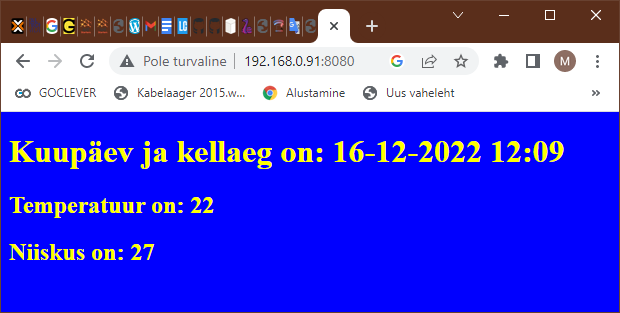 Pole turvaline
192.168.0.91:8080
M
GOCLEVER
Kabelaager 2015.w...
Alustamine
Uus vaheleht
Kuupäev ja kellaeg on: 16-12-2022 12:09
Temperatuur on: 22
Niiskus on: 27